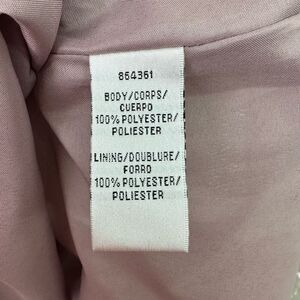 864361
BODY/CORPS/
CUERPO
100% POLYESTER/
POLIESTER
LINING/DOUBLURE/
FORRO
100% POLYESTER/
POLIESTER